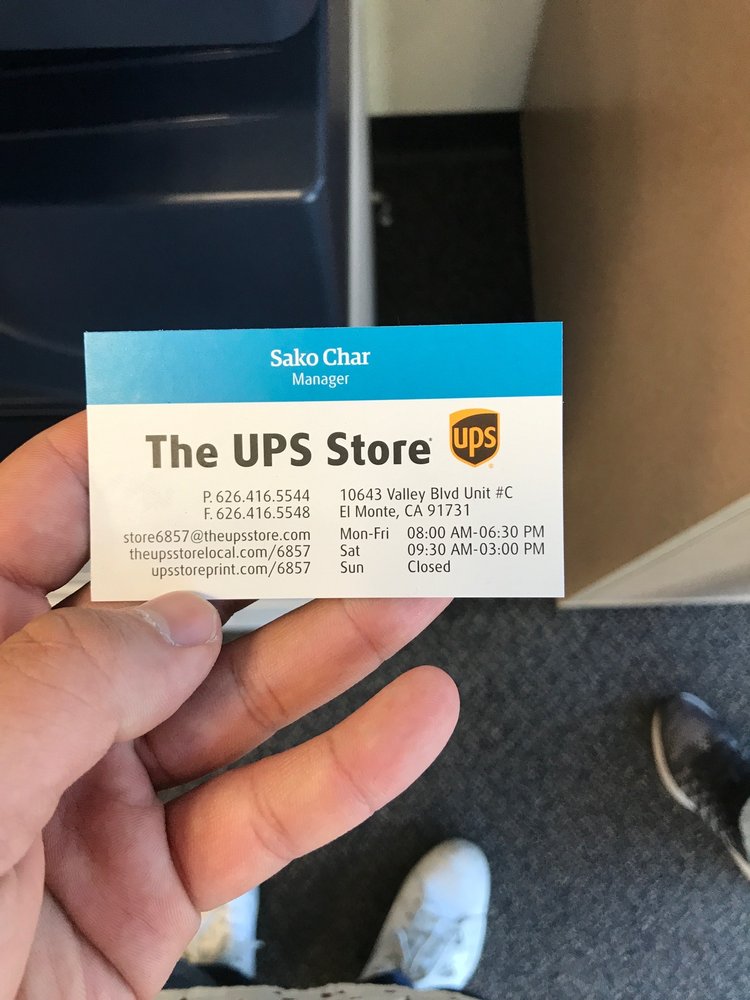 Sako Char
Manager
The UPS Store
ups
P. 626.416.5544
F. 626.416.5548
store6857@theupsstore.com
theupsstorelocal.com/6857
upsstoreprint.com/6857
10643 Valley Blvd Unit #C
El Monte, CA 91731
Mon-Fri 08:00 AM-06:30 PM
Sat 09:30 AM-03:00 PM
Sun Closed